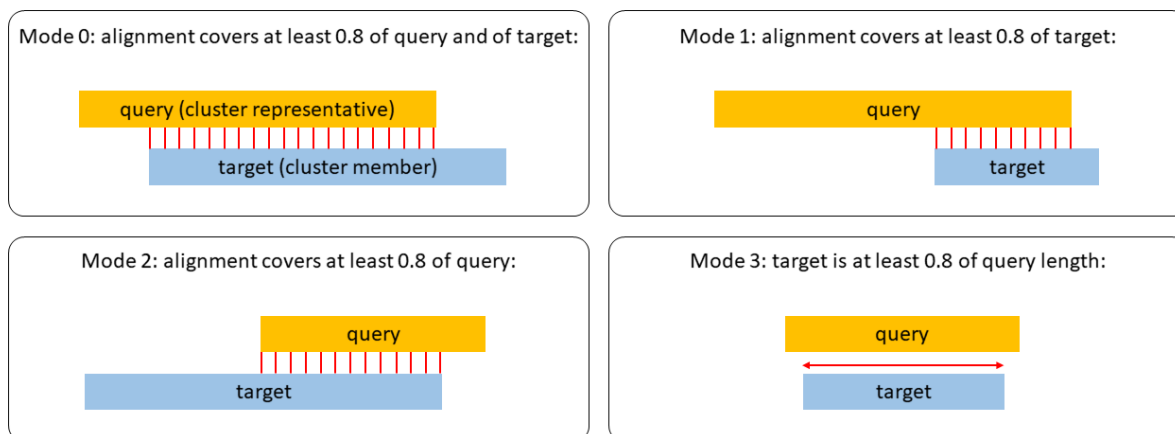 Mode 0: alignment covers at least 0.8 of query and of target:
query (cluster representative)
target (cluster member)
Mode 1: alignment covers at least 0.8 of target:
query
target
Mode 2: alignment covers at least 0.8 of query:
query
target
Mode 3: target is at least 0.8 of query length:
query
target